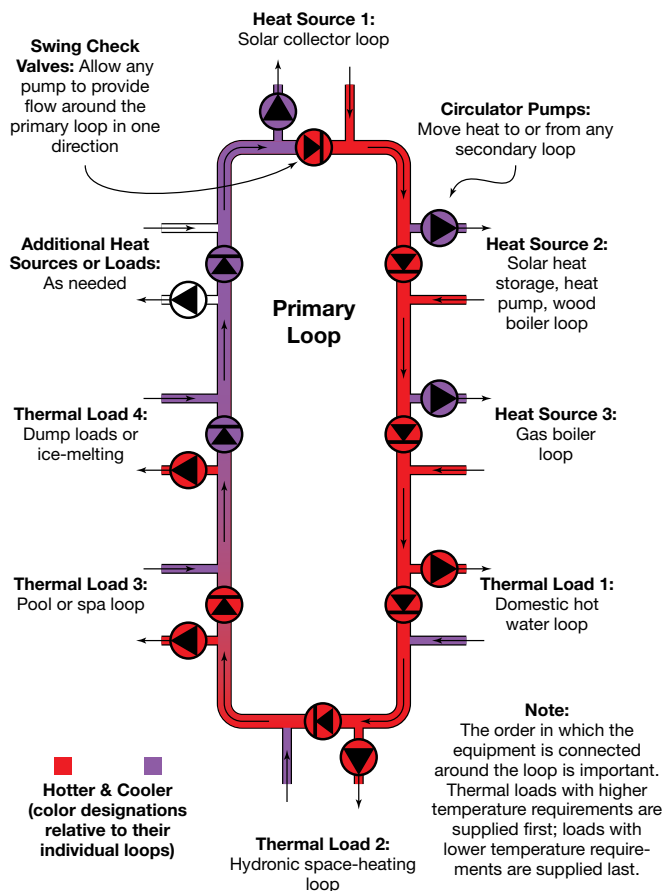 Heat Source 1:
Solar collector loop
Swing Check
Valves: Allow any
pump to provide
flow around the
primary loop in one
direction
Circulator Pumps:
Move heat to or from any
secondary loop
Additional Heat
Sources or Loads:
As needed
Primary
Loop
Heat Source 2:
Solar heat
storage, heat
pump, wood
boiler loop
Thermal Load 4:
Dump loads or
ice-melting
Heat Source 3:
Gas boiler
loop
Thermal Load 3:
Pool or spa loop
Thermal Load 1:
Domestic hot
water loop
Hotter & Cooler
(color designations
relative to their
individual loops)
Thermal Load 2:
Hydronic space-heating
loop
Note:
The order in which the
equipment is connected
around the loop is important.
Thermal loads with higher
temperature requirements are
supplied first; loads with
lower temperature require-
ments are supplied last.